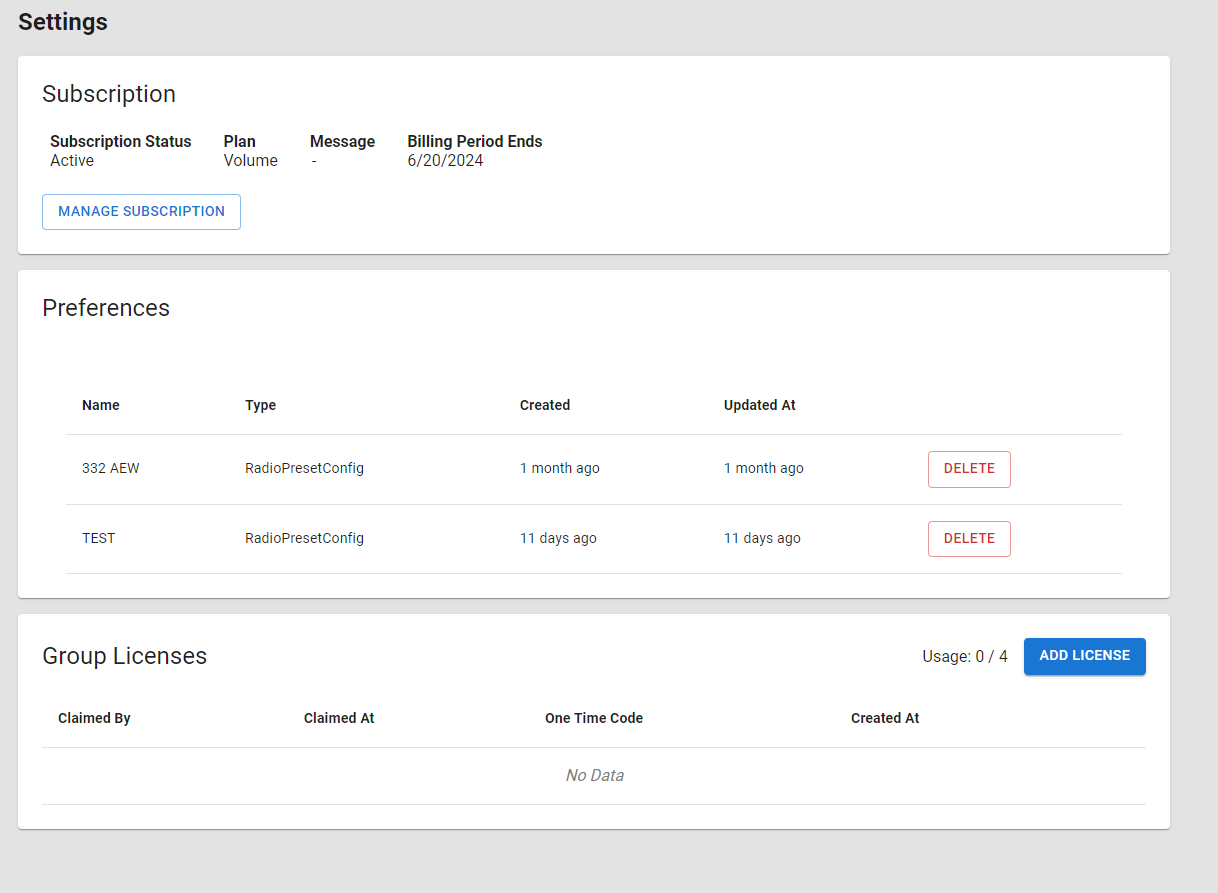 Settings
Subscription
Subscription Status Plan Message Billing Period Ends
Active Volume - 6/20/2024
MANAGE SUBSCRIPTION
Preferences
Name Type Created Updated At
332 AEW RadioPresetConfig 1 month ago 1 month ago DELETE
TEST RadioPresetConfig 11 days ago 11 days ago DELETE
Group Licenses Usage: 0 / 4 ADD LICENSE
Claimed By Claimed At One Time Code Created At
No Data